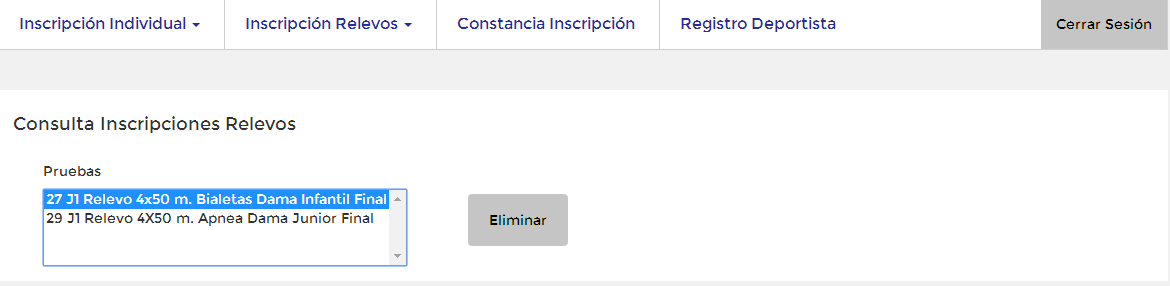 Inscripción Individual
Inscripción Relevos
Constancia Inscripción
Registro Deportista
Cerrar Sesión
Consulta Inscripciones Relevos
Pruebas
27 J1 Relevo 4x50 m. Bialetas Dama Infantil Final
29 J1 Relevo 4X50 m. Apnea Dama Junior Final
Eliminar